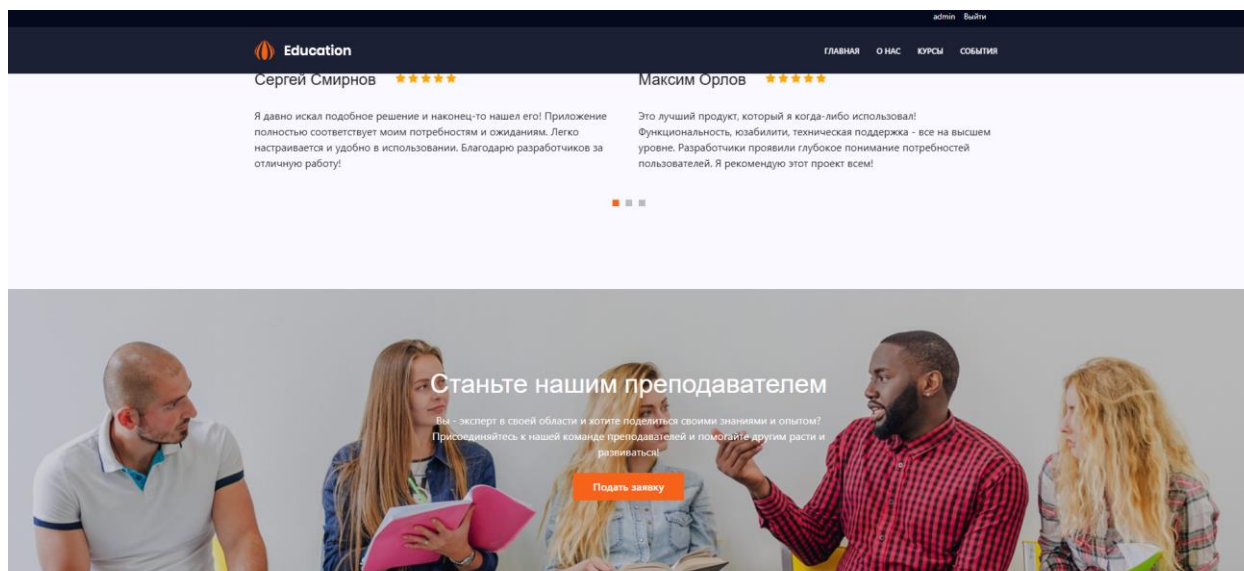 admin Выйти
Education
ГЛАВНАЯ О НАС КУРСЫ СОБЫТИЯ
Сергей Смирнов
Я давно искал подобное решение и наконец-то нашел его! Приложение
полностью соответствует моим потребностям и ожиданиям. Легко
настраивается и удобно в использовании. Благодарю разработчиков за
отличную работу!
Максим Орлов
Это лучший продукт, который я когда-либо использовал!
Функциональность, юзабилити, техническая поддержка - все на высшем
уровне. Разработчики проявили глубокое понимание потребностей
пользователей. Я рекомендую этот проект всем!
Станьте нашим преподавателем
Вы - эксперт в своей области и хотите поделиться своими знаниями и опытом?
Присоединяйтесь к нашей команде преподавателей и помогайте другим расти и
развиваться!
Подать заявку